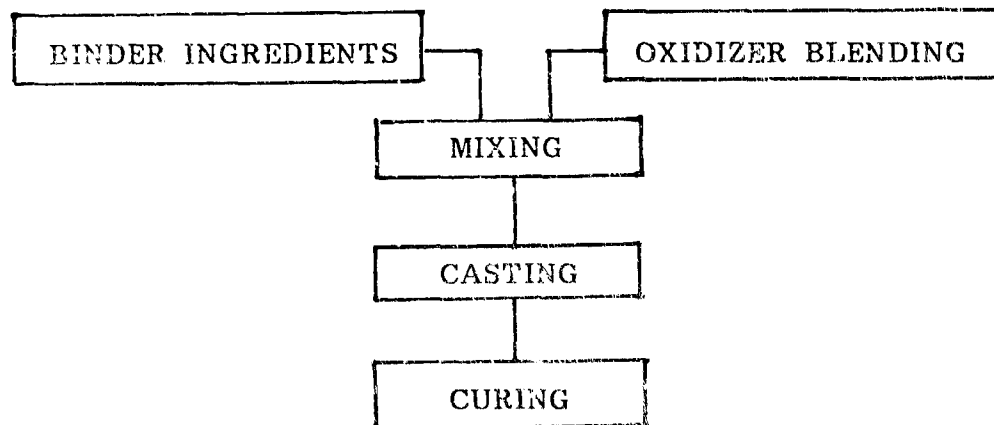 BINDER INGREDIENTS
OXIDIZER BLENDING
MIXING
CASTING
CURING